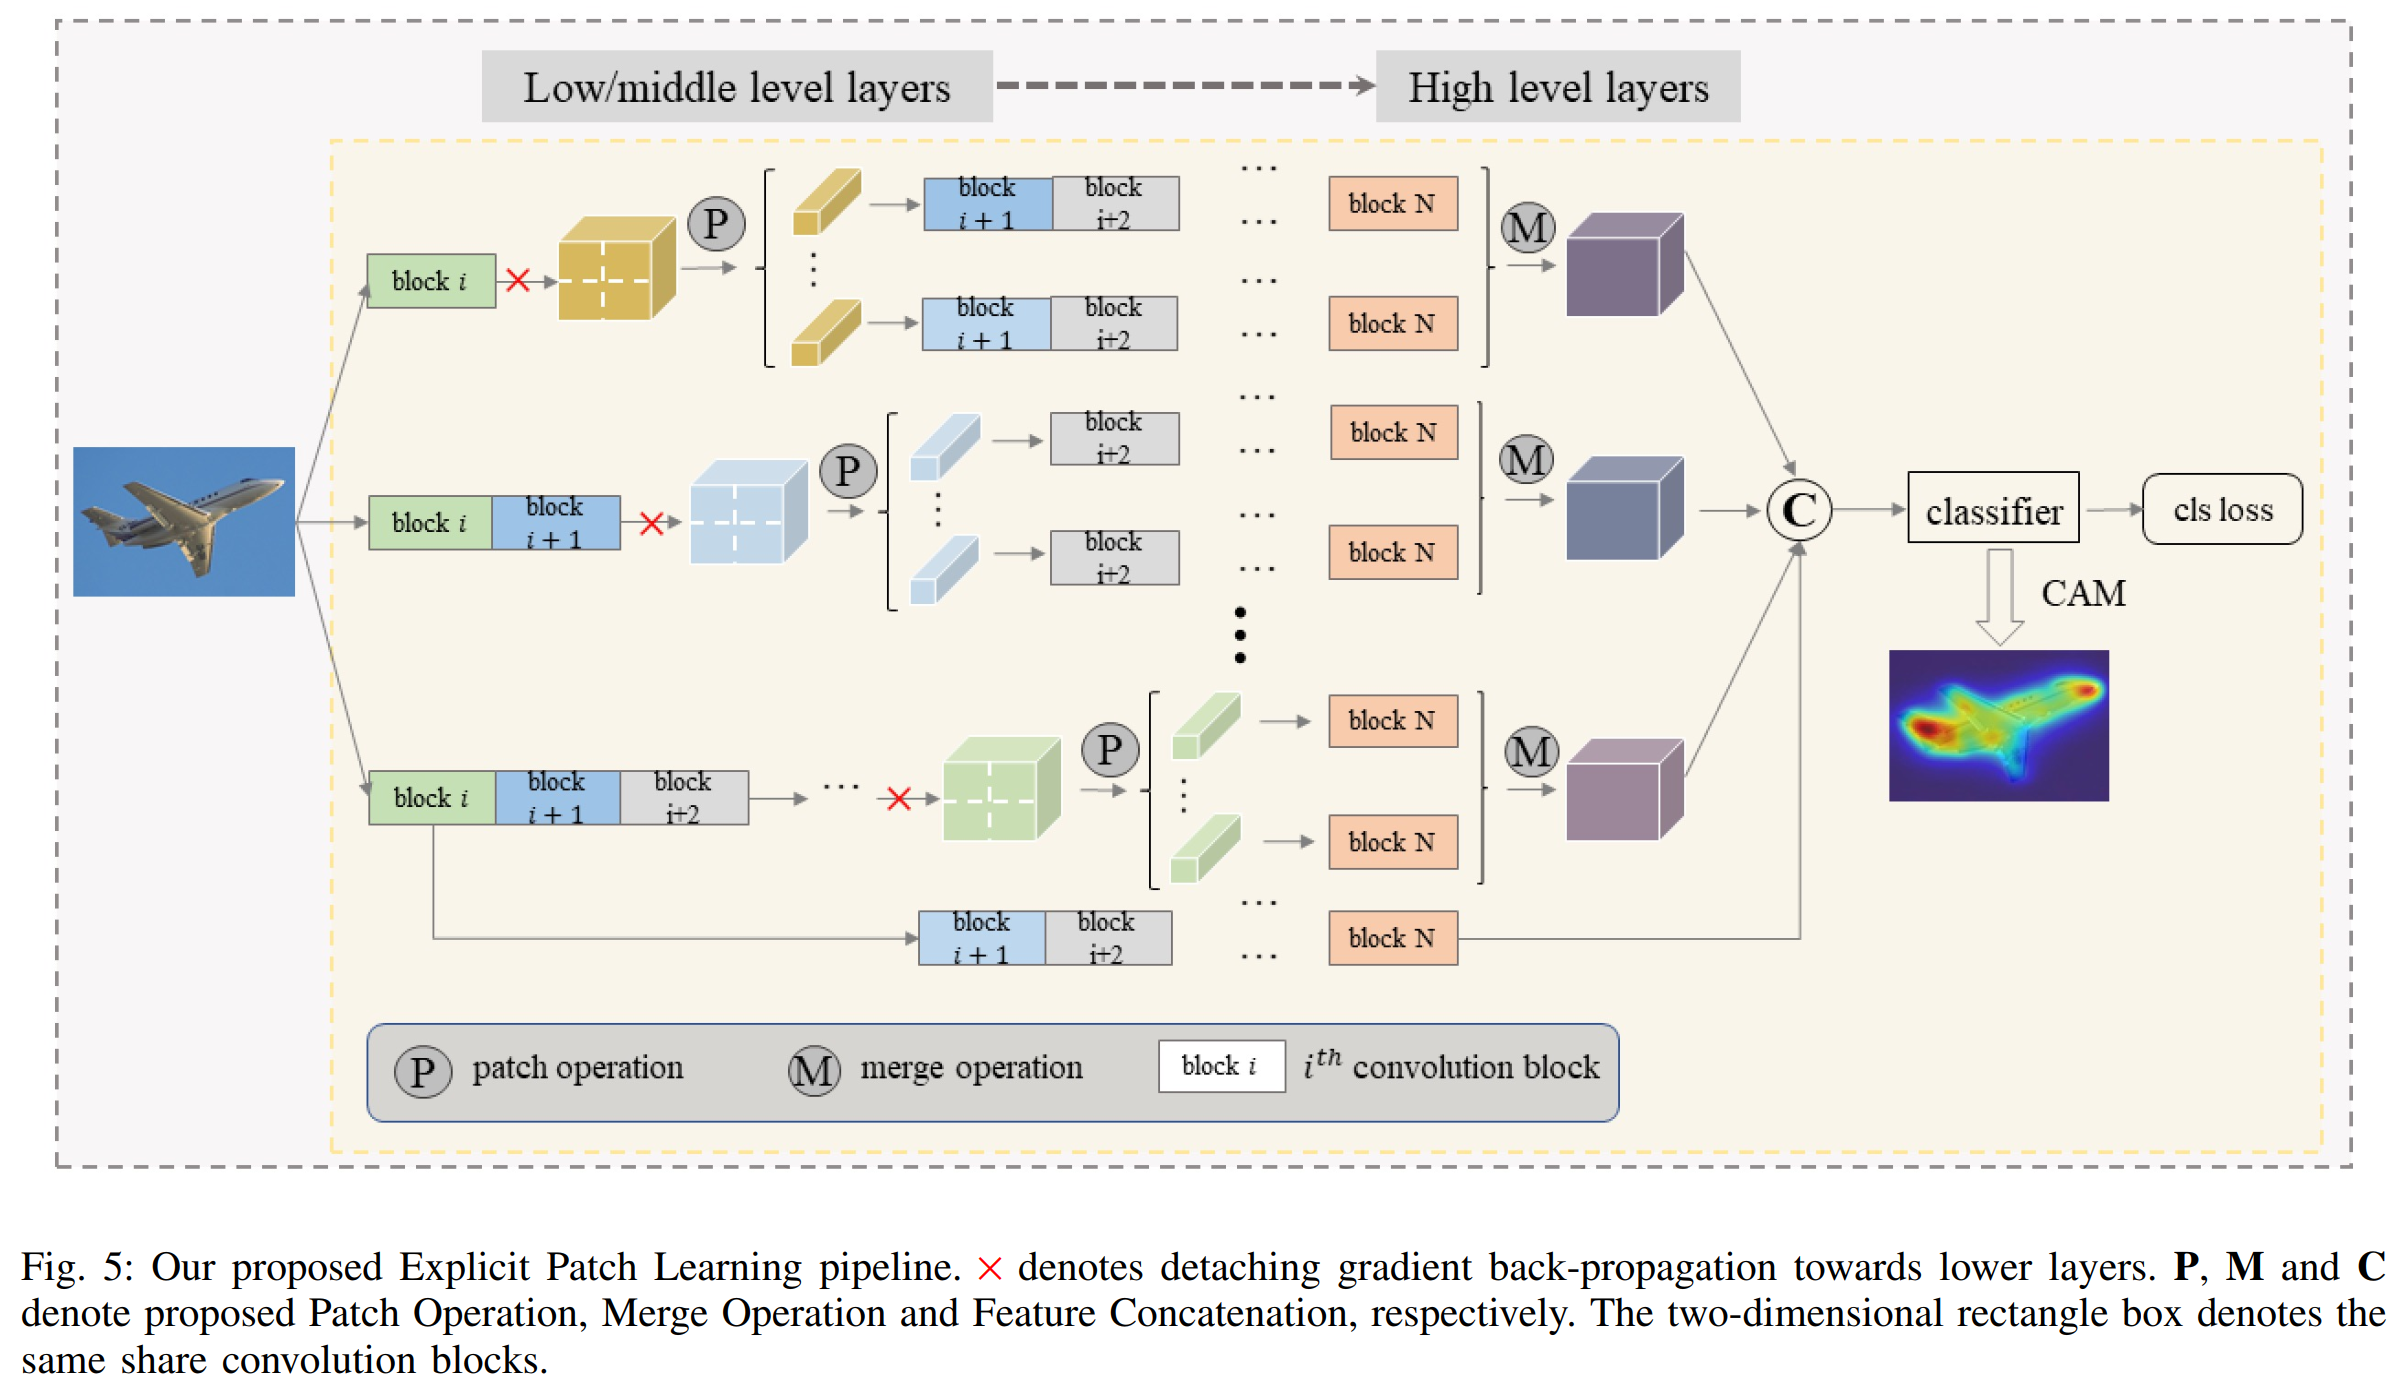 Low/middle level layers
High level layers
P
block i + 1
block i+2
...
...
block N
M
block i
...
block i + 1
block i+2
...
block N
...
block i+2
...
block N
M
P
block i
block i + 1
C
classifier
cls loss
...
block i+2
...
block N
CAM
P
block N
M
block i
block i + 1
block i+2
...
block N
...
block i + 1
block i+2
...
block N
P patch operation
M merge operation
block i
i^th convolution block
Fig. 5: Our proposed Explicit Patch Learning pipeline. × denotes detaching gradient back-propagation towards lower layers. P, M and C
denote proposed Patch Operation, Merge Operation and Feature Concatenation, respectively. The two-dimensional rectangle box denotes the
same share convolution blocks.